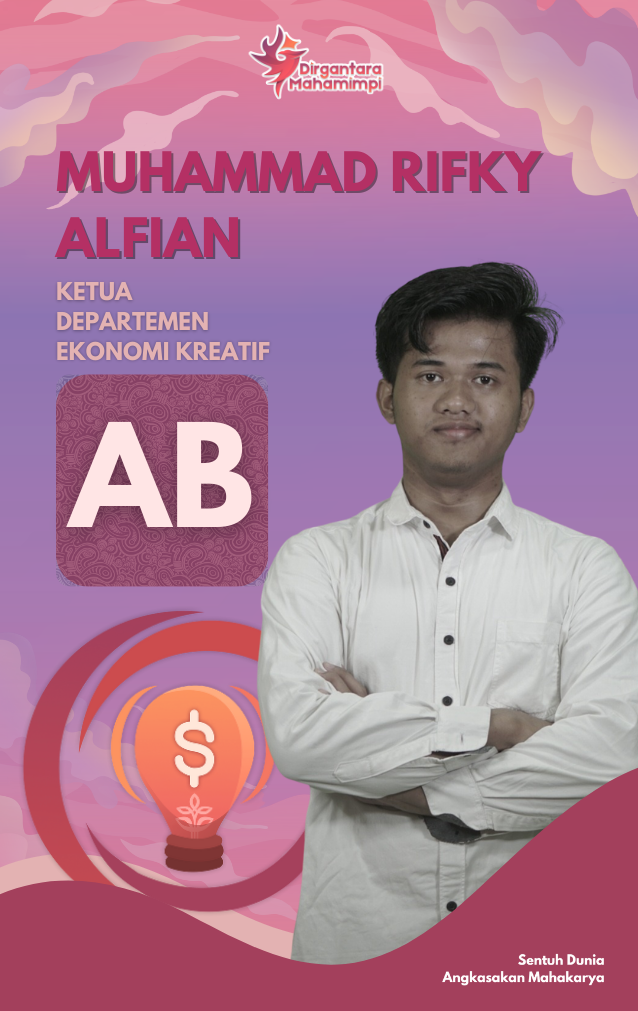 Dirgantara
Mahamimpi
MUHAMMAD RIFKY
ALFIAN
KETUA
DEPARTEMEN
EKONOMI KREATIF
AB
$
Sentuh Dunia
Angkasakan Mahakarya